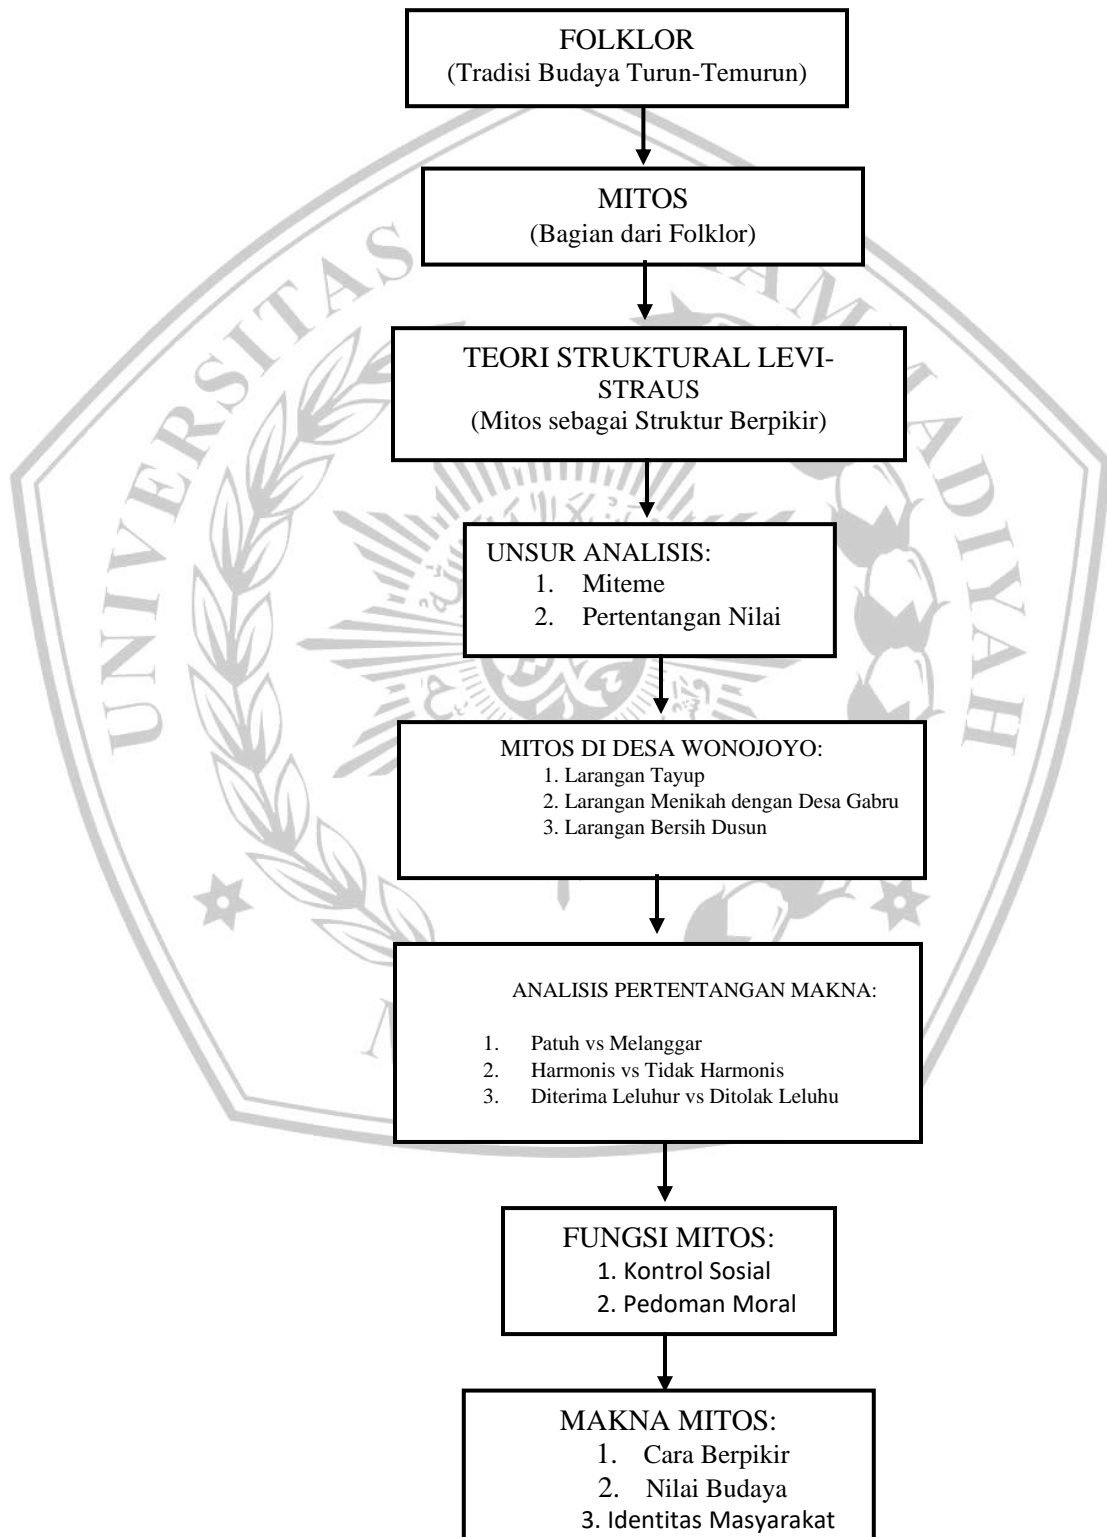 FOLKLOR
(Tradisi Budaya Turun-Temurun)
MITOS
(Bagian dari Folklor)
TEORI STRUKTURAL LEVI-
STRAUS
(Mitos sebagai Struktur Berpikir)
UNSUR ANALISIS:
1. Miteme
2. Pertentangan Nilai
MITOS DI DESA WONOJOYO:
1. Larangan Tayup
2. Larangan Menikah dengan Desa Gabru
3. Larangan Bersih Dusun
ANALISIS PERTENTANGAN MAKNA:
1. Patuh vs Melanggar
2. Harmonis vs Tidak Harmonis
3. Diterima Leluhur vs Ditolak Leluhu
FUNGSI MITOS:
1. Kontrol Sosial
2. Pedoman Moral
MAKNA MITOS:
1. Cara Berpikir
2. Nilai Budaya
3. Identitas Masyarakat
UNIVERSITAS